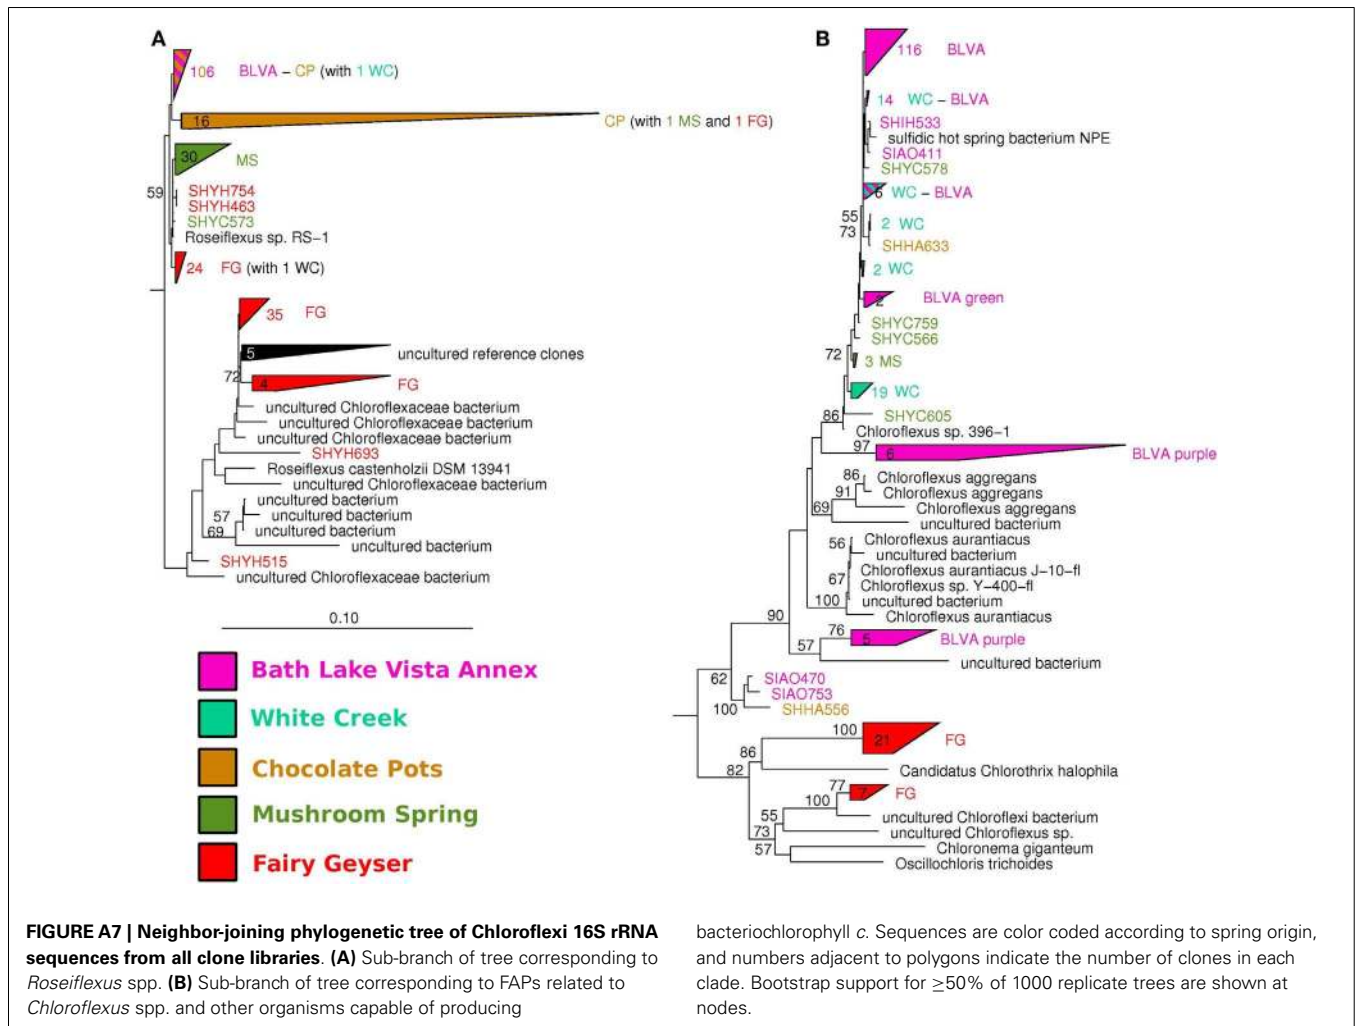 A
106 BLVA – CP (with 1 WC)
16
CP (with 1 MS and 1 FG)
30 MS
59
SHYH754
SHYH463
SHYC573
Roseiflexus sp. RS–1
24 FG (with 1 WC)
35 FG
5 uncultured reference clones
72
4 FG
uncultured Chloroflexaceae bacterium
uncultured Chloroflexaceae bacterium
uncultured Chloroflexaceae bacterium
SHYH693
Roseiflexus castenholzii DSM 13941
uncultured Chloroflexaceae bacterium
uncultured bacterium
57 uncultured bacterium
69 uncultured bacterium
uncultured bacterium
SHYH515
uncultured Chloroflexaceae bacterium
0.10
Bath Lake Vista Annex
White Creek
Chocolate Pots
Mushroom Spring
Fairy Geyser
B
116 BLVA
14 WC – BLVA
SHIH533
sulfidic hot spring bacterium NPE
SIAO411
SHYC578
6 WC – BLVA
55
73
2 WC
SHHA633
2 WC
2 BLVA green
SHYC759
SHYC566
72
3 MS
19 WC
86
SHYC605
Chloroflexus sp. 396–1
97
6 BLVA purple
86 Chloroflexus aggregans
91 Chloroflexus aggregans
69 Chloroflexus aggregans
uncultured bacterium
Chloroflexus aurantiacus
56 uncultured bacterium
Chloroflexus aurantiacus J–10–fl
67
Chloroflexus sp. Y–400–fl
100 uncultured bacterium
Chloroflexus aurantiacus
90
76
5 BLVA purple
57
uncultured bacterium
62
SIAO470
SIAO753
100 SHHA556
100
21 FG
86
82
Candidatus Chlorothrix halophila
77
7 FG
100
55 uncultured Chloroflexi bacterium
73 uncultured Chloroflexus sp.
57 Chloronema giganteum
Oscillochloris trichoides
FIGURE A7 | Neighbor-joining phylogenetic tree of Chloroflexi 16S rRNA
sequences from all clone libraries. (A) Sub-branch of tree corresponding to
Roseiflexus spp. (B) Sub-branch of tree corresponding to FAPs related to
Chloroflexus spp. and other organisms capable of producing
bacteriochlorophyll c. Sequences are color coded according to spring origin,
and numbers adjacent to polygons indicate the number of clones in each
clade. Bootstrap support for ≥50% of 1000 replicate trees are shown at
nodes.